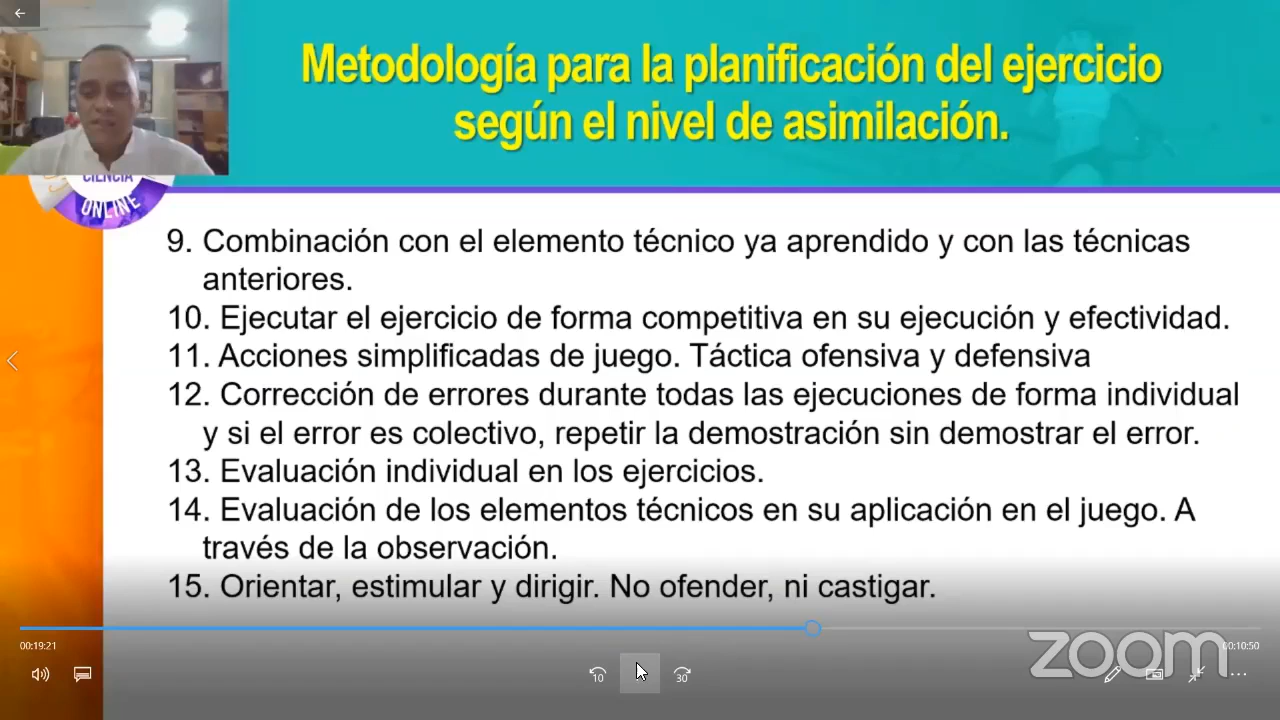 Metodología para la planificación del ejercicio
según el nivel de asimilación.
CIENCIA
ONLINE
9. Combinación con el elemento técnico ya aprendido y con las técnicas
anteriores.
10. Ejecutar el ejercicio de forma competitiva en su ejecución y efectividad.
11. Acciones simplificadas de juego. Táctica ofensiva y defensiva
12. Corrección de errores durante todas las ejecuciones de forma individual
y si el error es colectivo, repetir la demostración sin demostrar el error.
13. Evaluación individual en los ejercicios.
14. Evaluación de los elementos técnicos en su aplicación en el juego. A
través de la observación.
15. Orientar, estimular y dirigir. No ofender, ni castigar.
00:19:21
00:10:50
zoom
10
30